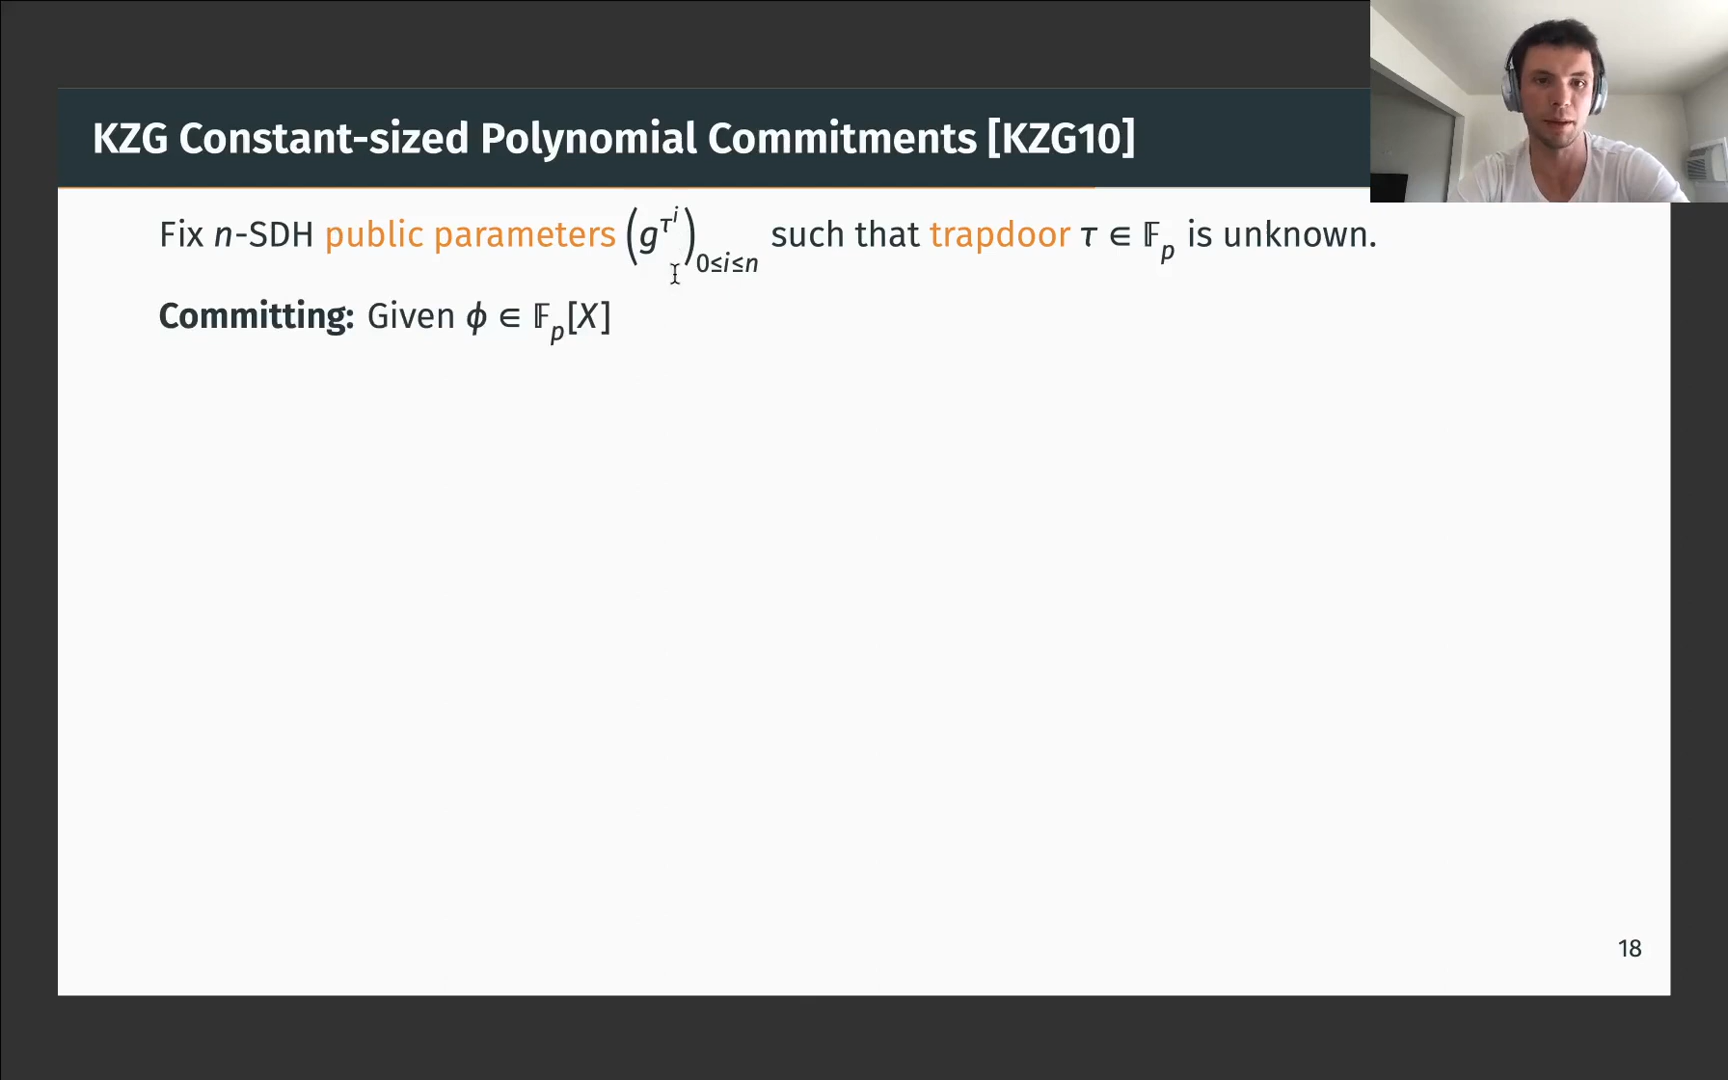 KZG Constant-sized Polynomial Commitments [KZG10]
Fix n-SDH public parameters (g^{τ^i})_{0≤i≤n} such that trapdoor τ ∈ 𝔽_p is unknown.
Committing: Given ϕ ∈ 𝔽_p[X]
18